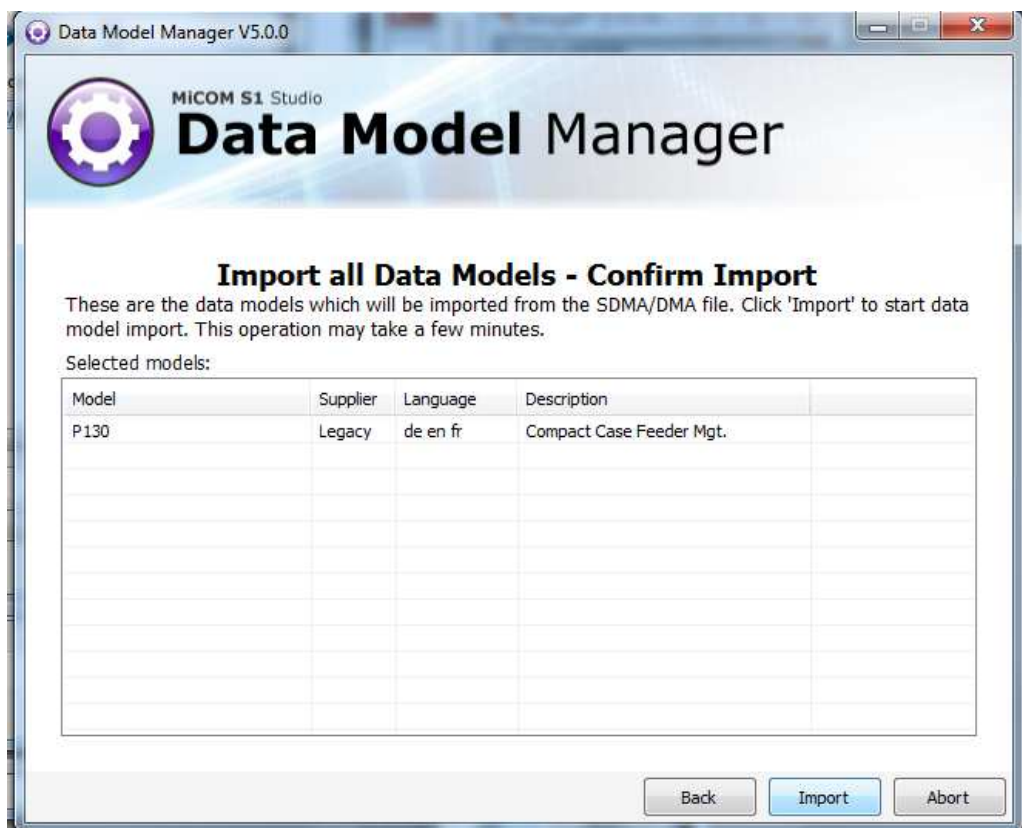 Data Model Manager V5.0.0
MiCOM S1 Studio
Data Model Manager
Import all Data Models - Confirm Import
These are the data models which will be imported from the SDMA/DMA file. Click 'Import' to start data
model import. This operation may take a few minutes.
Selected models:
Model Supplier Language Description
P130 Legacy de en fr Compact Case Feeder Mgt.
Back Import Abort